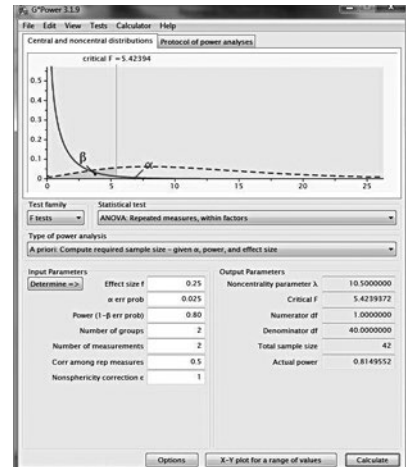 G*Power 3.1.9
File Edit View Tests Calculator Help
Central and noncentral distributions Protocol of power analyses
critical F = 5.42394
0.5
0.4
0.3
0.2
0.1
0
β
α
0 5 10 15 20 25
Test family Statistical test
F tests ANOVA: Repeated measures, within factors
Type of power analysis
A priori: Compute required sample size - given α, power, and effect size
Input Parameters Output Parameters
Determine => Effect size f 0.25 Noncentrality parameter λ 10.5000000
α err prob 0.025 Critical F 5.4239372
Power (1-β err prob) 0.80 Numerator df 1.0000000
Number of groups 2 Denominator df 40.0000000
Number of measurements 2 Total sample size 42
Corr among rep measures 0.5 Actual power 0.8149552
Nonsphericity correction ε 1
Options X-Y plot for a range of values Calculate